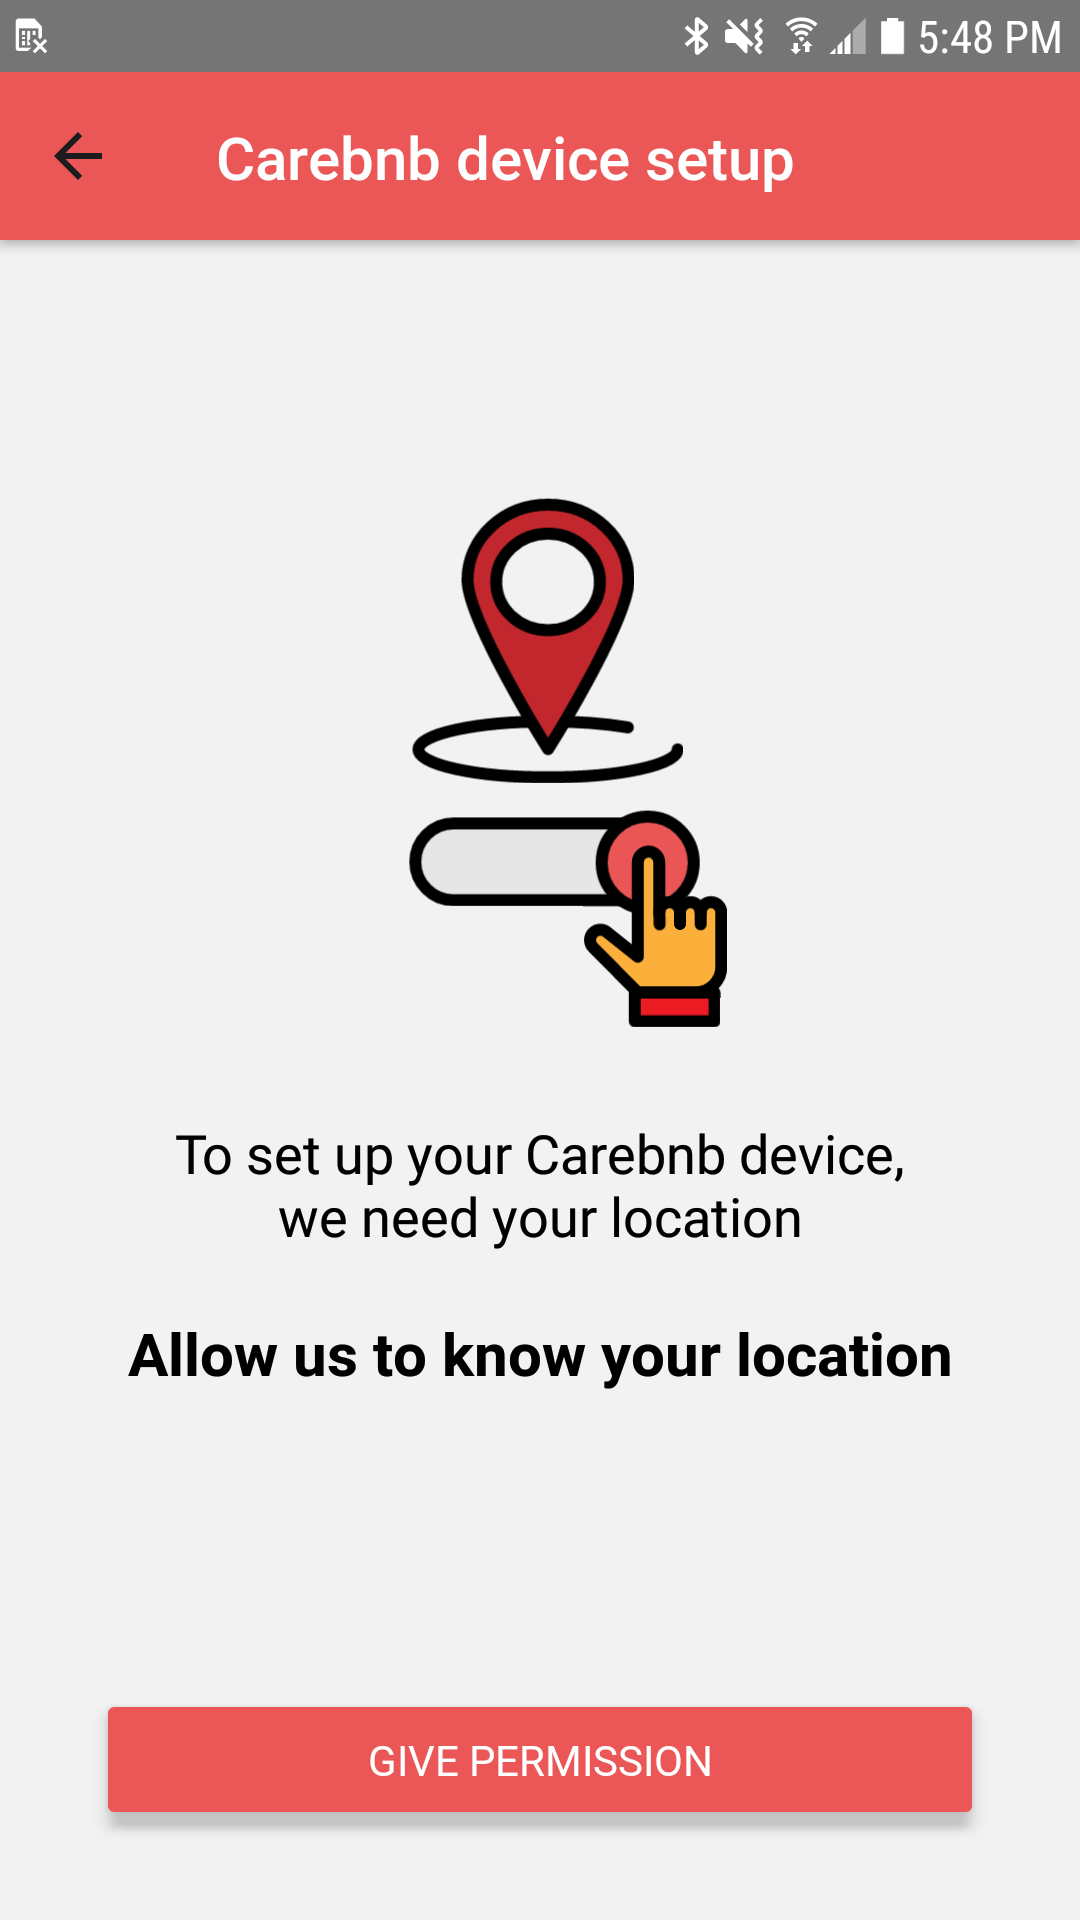 5:48 PM
Carebnb device setup
To set up your Carebnb device,
we need your location
Allow us to know your location
GIVE PERMISSION